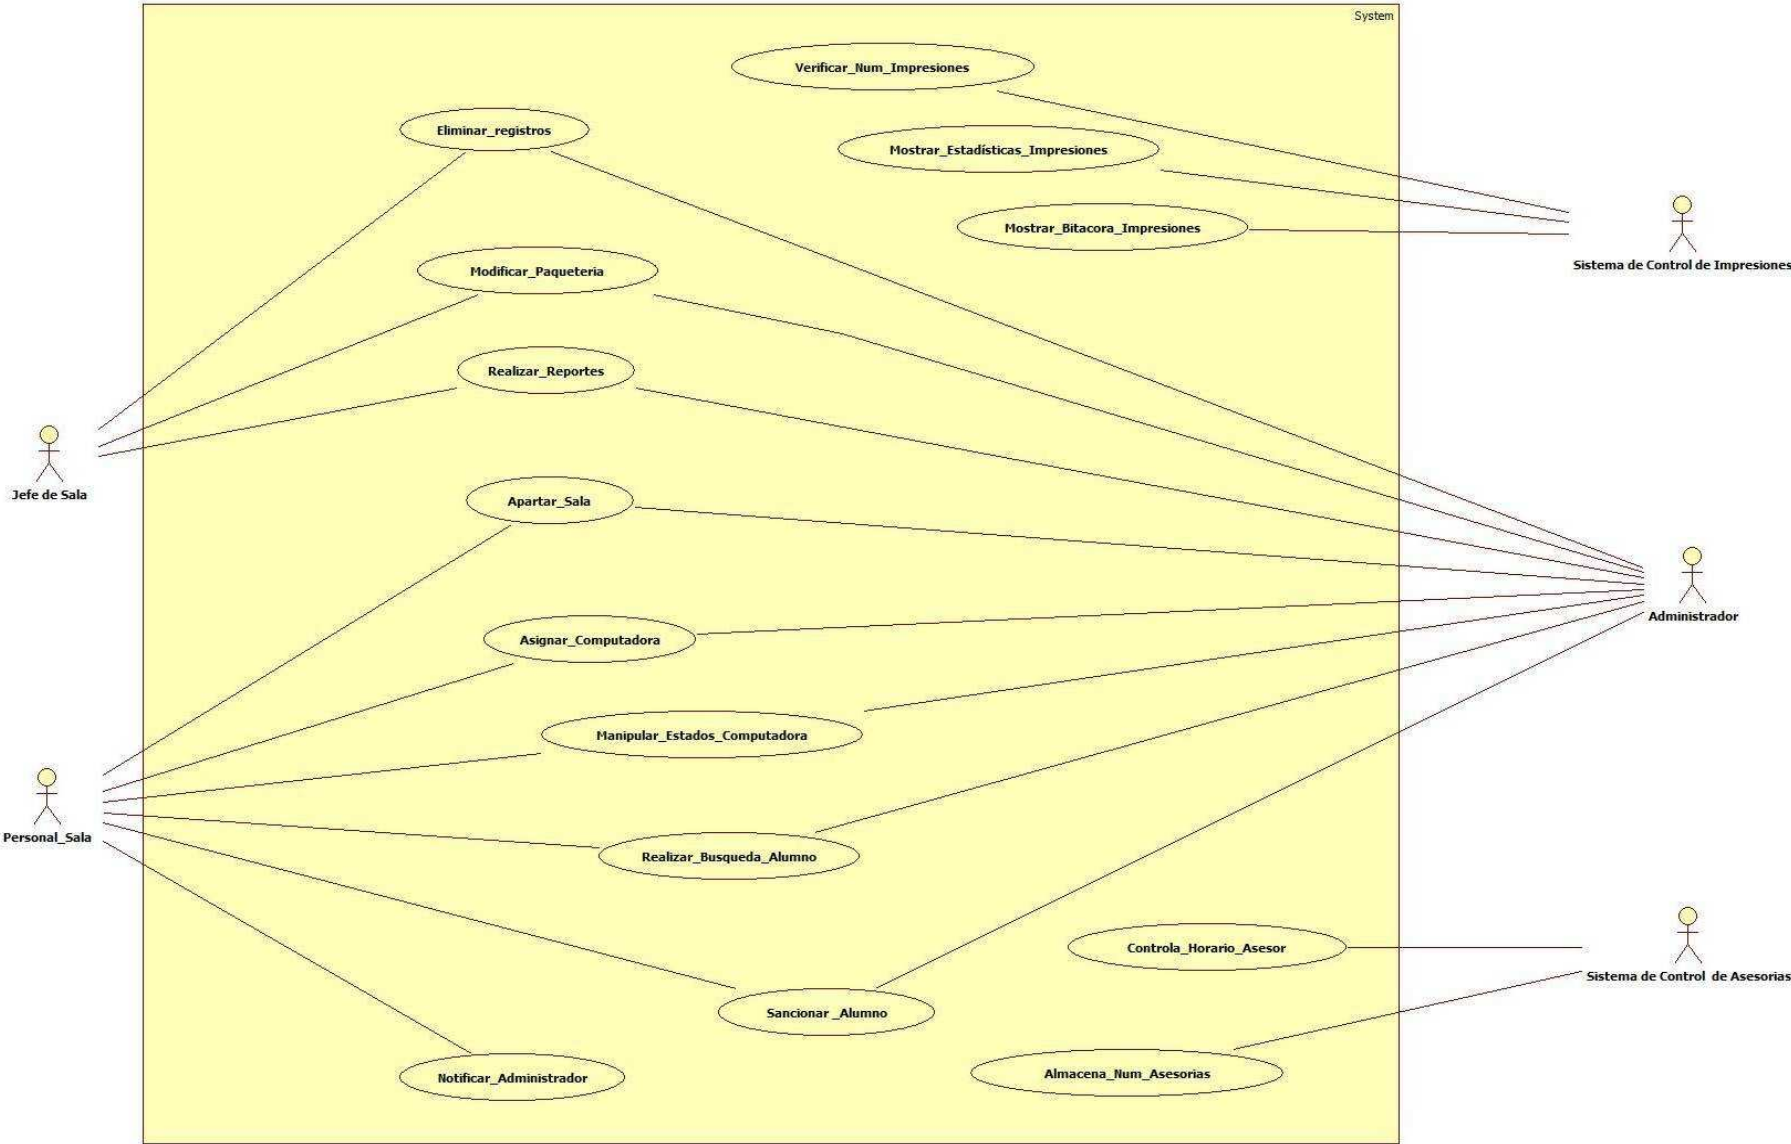 System
Verificar_Num_Impresiones
Eliminar_registros
Mostrar_Estadísticas_Impresiones
Mostrar_Bitacora_Impresiones
Sistema de Control de Impresiones
Modificar_Paqueteria
Realizar_Reportes
Jefe de Sala
Apartar_Sala
Administrador
Asignar_Computadora
Manipular_Estados_Computadora
Personal_Sala
Realizar_Busqueda_Alumno
Controla_Horario_Asesor
Sistema de Control de Asesorias
Sancionar _Alumno
Almacena_Num_Asesorias
Notificar_Administrador